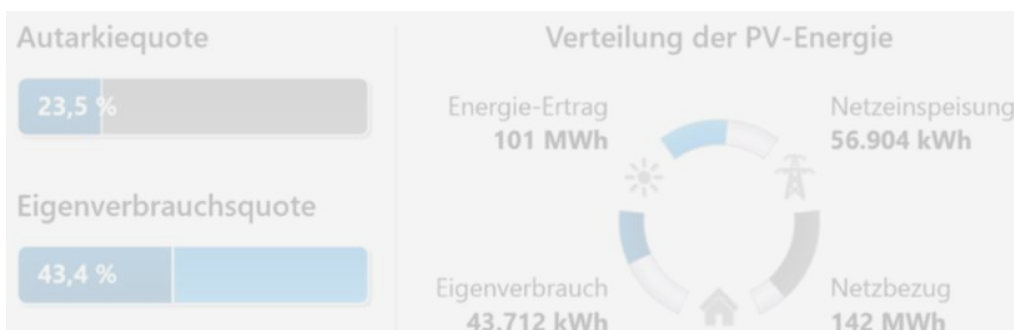 Autarkiequote
23,5 %
Eigenverbrauchsquote
43,4 %
Verteilung der PV-Energie
Energie-Ertrag
101 MWh
Netzeinspeisung
56.904 kWh
Eigenverbrauch
43.712 kWh
Netzbezug
142 MWh